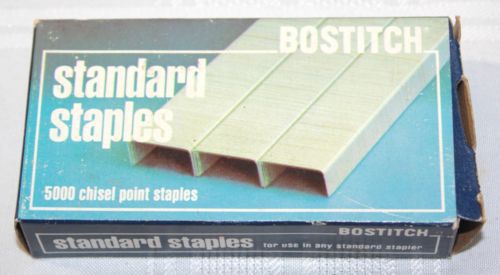 BOSTITCH
standard
staples
5000 chisel point staples
BOSTITCH
standard staples for use in any standard stapler